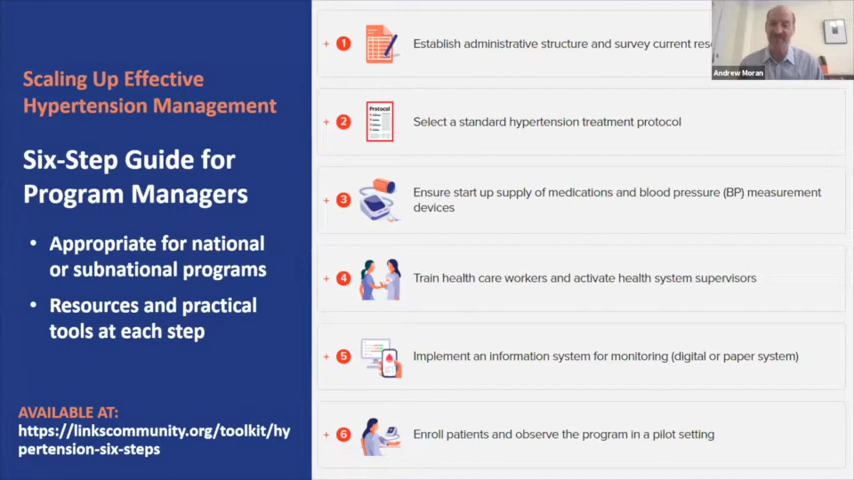 Scaling Up Effective
Hypertension Management
Six-Step Guide for
Program Managers
• Appropriate for national
or subnational programs
• Resources and practical
tools at each step
AVAILABLE AT:
https://linkscommunity.org/toolkit/hy
pertension-six-steps
+ 1 Establish administrative structure and survey current
Andrew Moran
Protocol
+ 2 Select a standard hypertension treatment protocol
+ 3 Ensure start up supply of medications and blood pressure (BP) measurement
devices
+ 4 Train health care workers and activate health system supervisors
+ 5 Implement an information system for monitoring (digital or paper system)
+ 6 Enroll patients and observe the program in a pilot setting